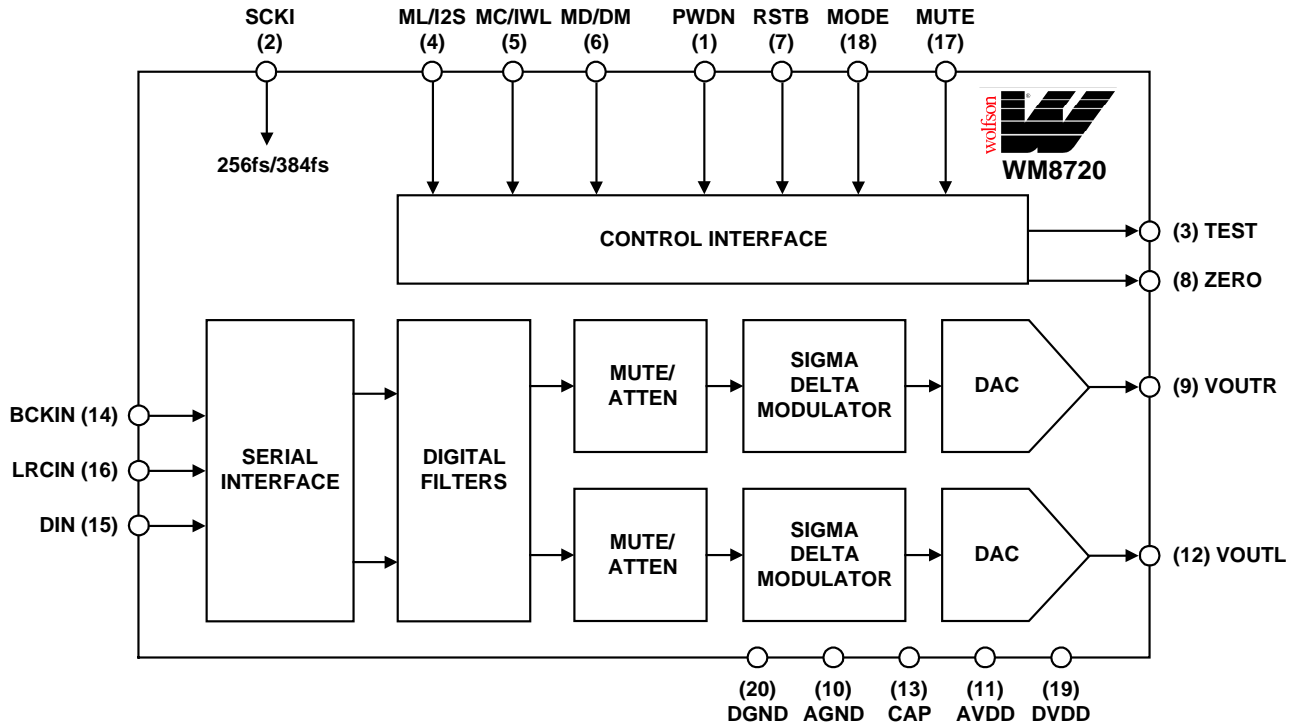 SCKI
(2)
ML/I2S
(4)
MC/IWL
(5)
MD/DM
(6)
PWDN
(1)
RSTB
(7)
MODE
(18)
MUTE
(17)
256fs/384fs
wolfson
®
WM8720
CONTROL INTERFACE
(3) TEST
(8) ZERO
BCKIN (14)
LRCIN (16)
DIN (15)
SERIAL
INTERFACE
DIGITAL
FILTERS
MUTE/
ATTEN
SIGMA
DELTA
MODULATOR
DAC
(9) VOUTR
MUTE/
ATTEN
SIGMA
DELTA
MODULATOR
DAC
(12) VOUTL
(20)
DGND
(10)
AGND
(13)
CAP
(11)
AVDD
(19)
DVDD